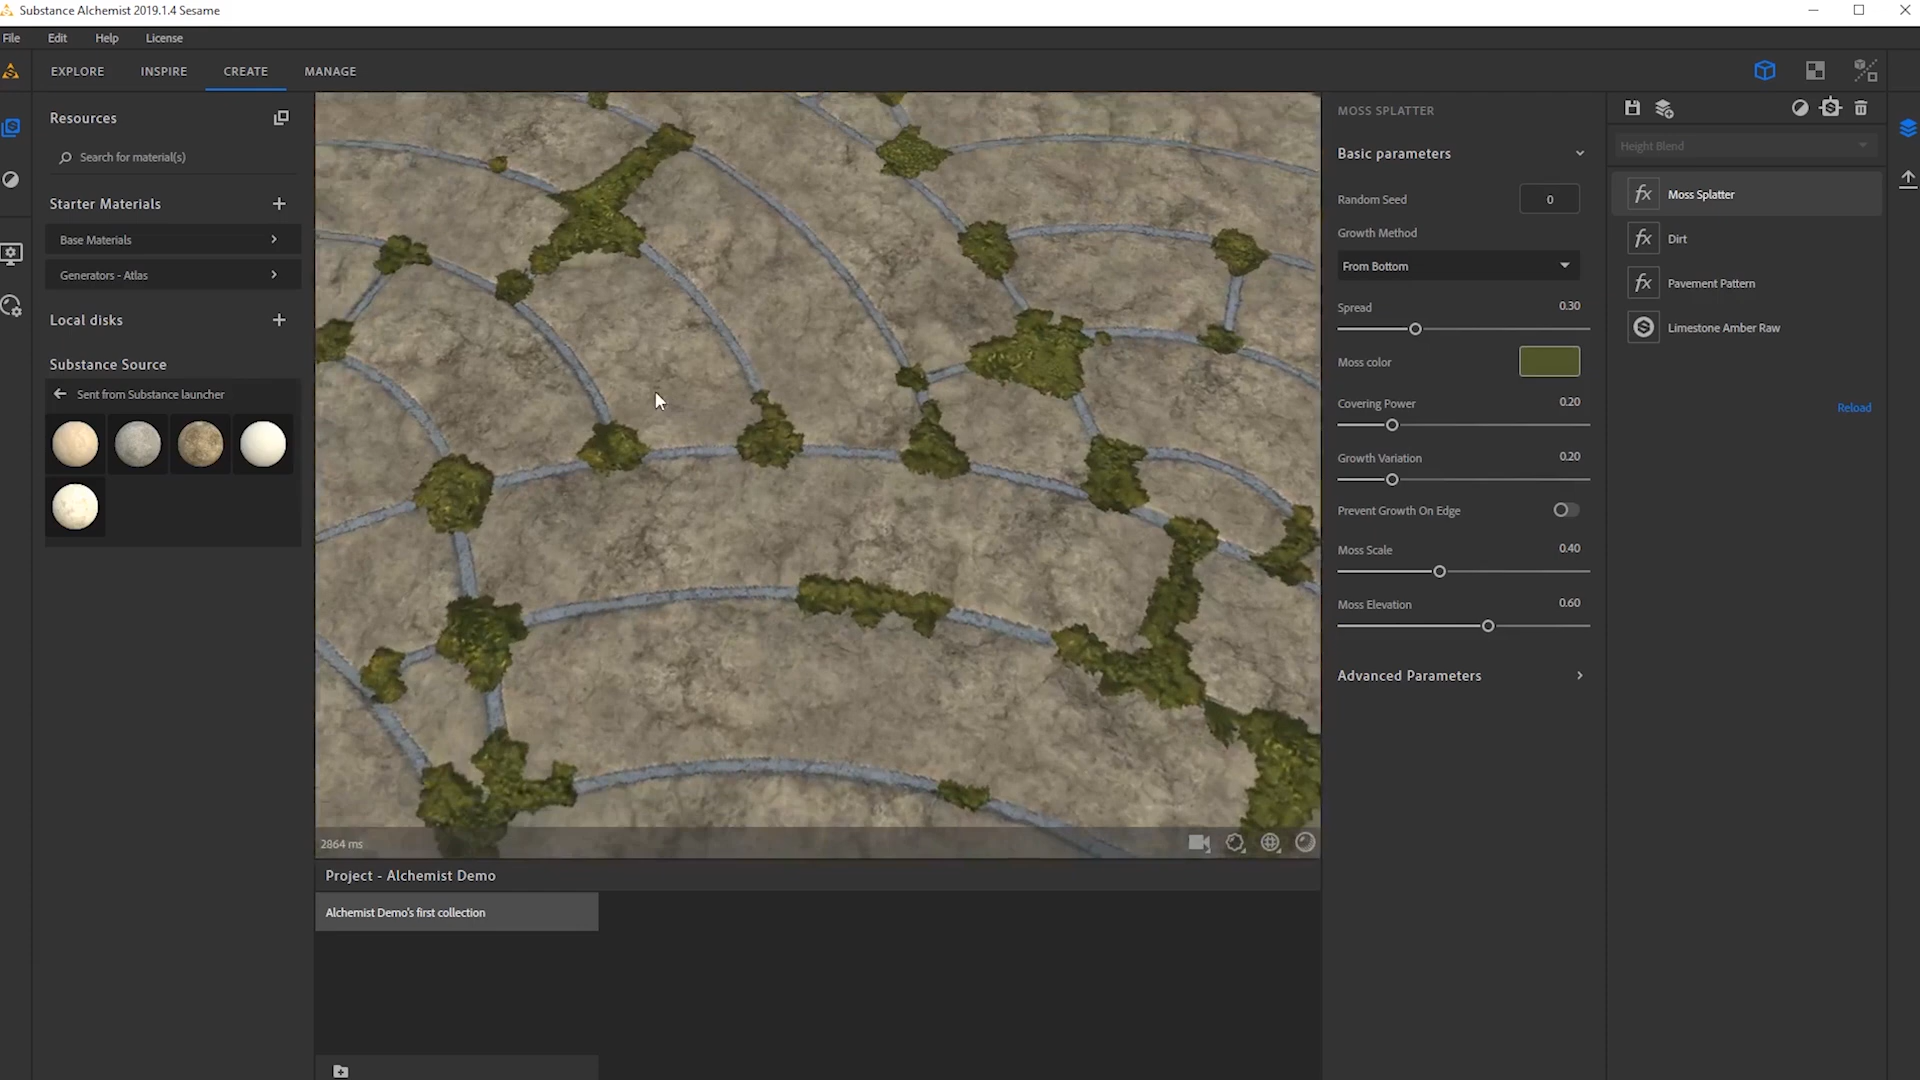 Substance Alchemist 2019.1.4 Sesame
File Edit Help License
EXPLORE INSPIRE CREATE MANAGE
Resources
Search for material(s)
Starter Materials
Base Materials
Generators - Atlas
Local disks
Substance Source
Sent from Substance launcher
2864 ms
Project - Alchemist Demo
Alchemist Demo's first collection
MOSS SPLATTER
Basic parameters
Random Seed 0
Growth Method
From Bottom
Spread 0.30
Moss color
Covering Power 0.20
Growth Variation 0.20
Prevent Growth On Edge
Moss Scale 0.40
Moss Elevation 0.60
Advanced Parameters
Height Blend
fx Moss Splatter
fx Dirt
fx Pavement Pattern
Limestone Amber Raw
Reload